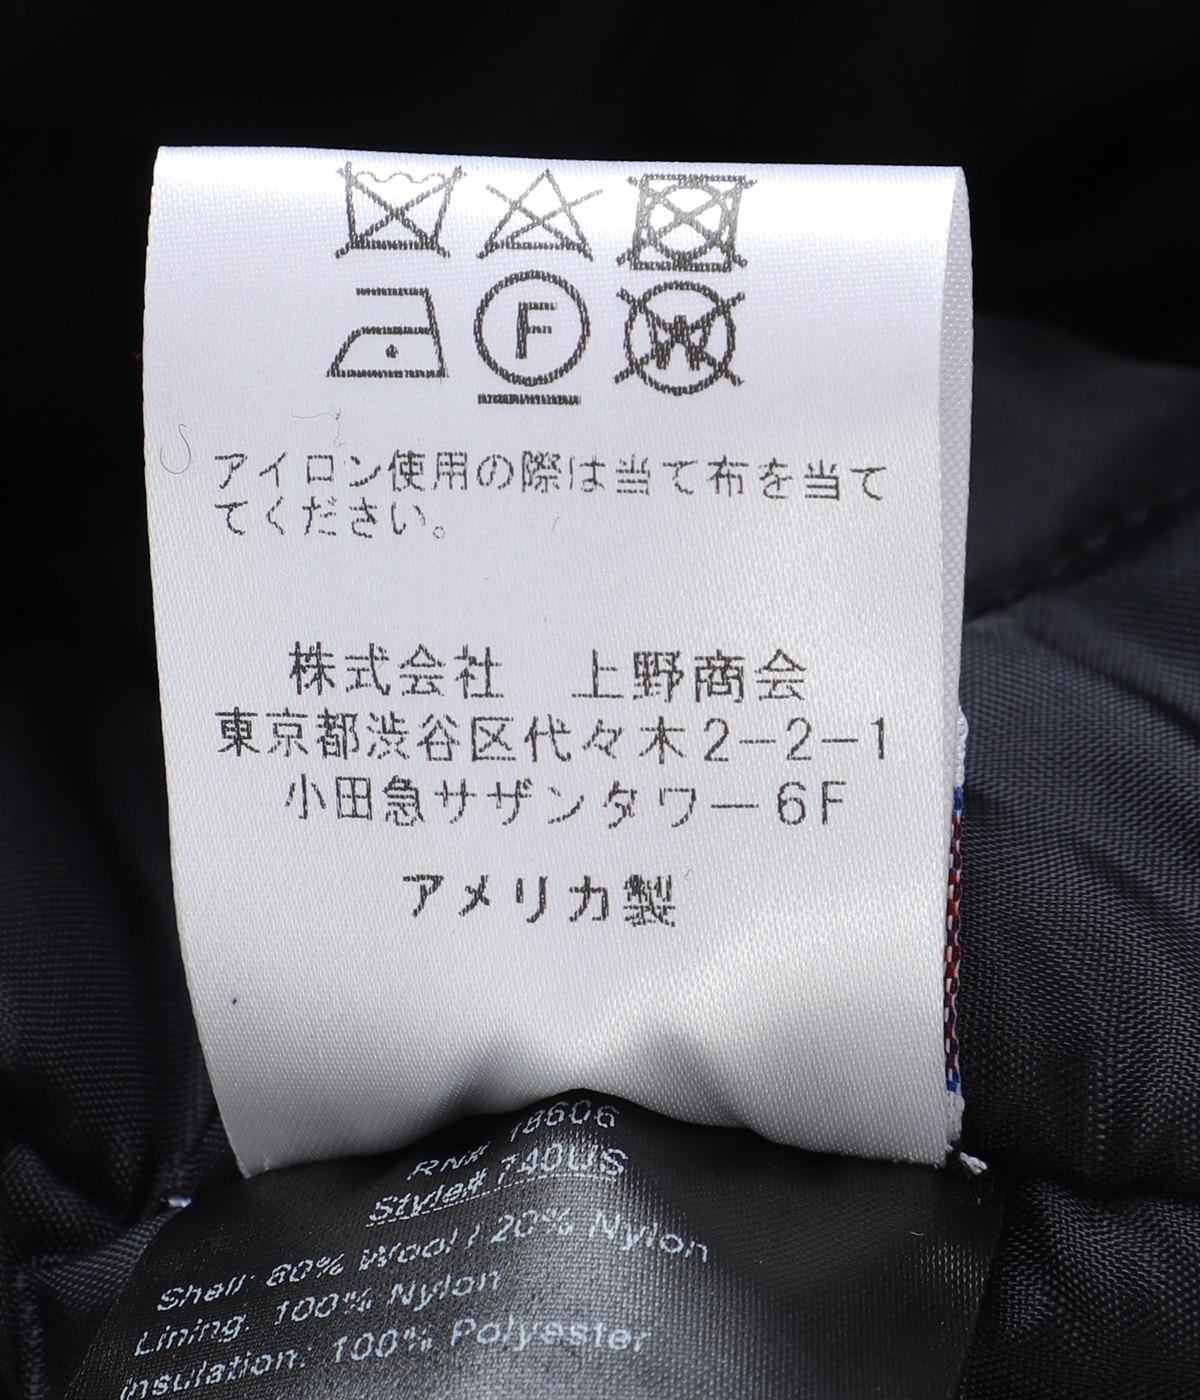 F
W
アイロン使用の際は当て布を当て
てください。
株式会社 上野商会
東京都渋谷区代々木2-2-1
小田急サザンタワー6F
アメリカ製
RN# 18606
Style# 740US
Shell: 80% Wool / 20% Nylon
Lining: 100% Nylon
Insulation: 100% Polyester